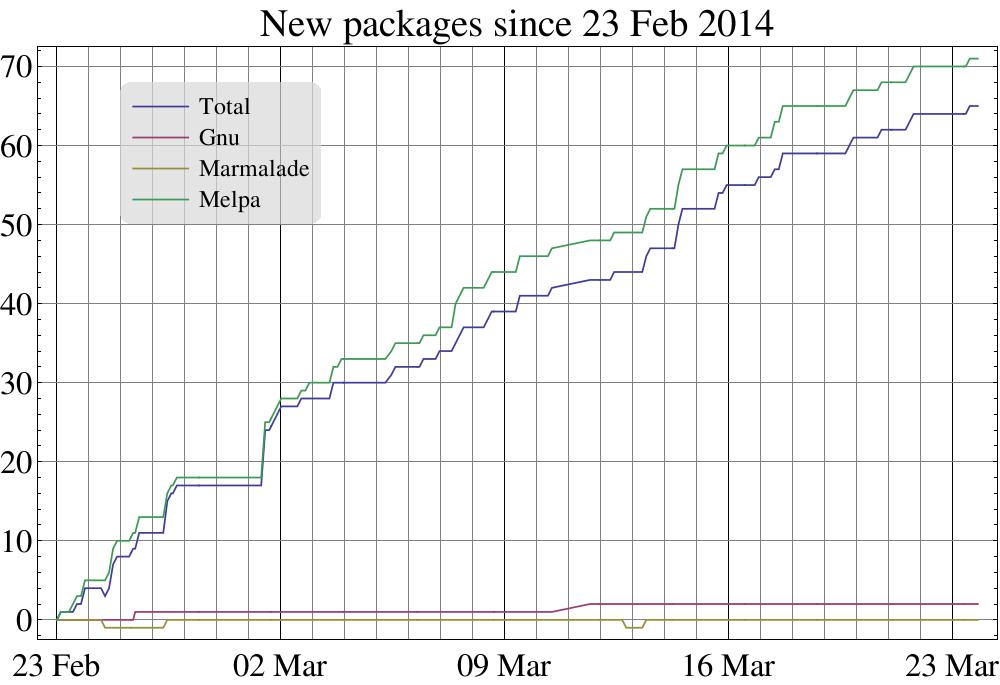 New packages since 23 Feb 2014
70
60
50
40
30
20
10
0
Total
Gnu
Marmalade
Melpa
23 Feb 02 Mar 09 Mar 16 Mar 23 Mar